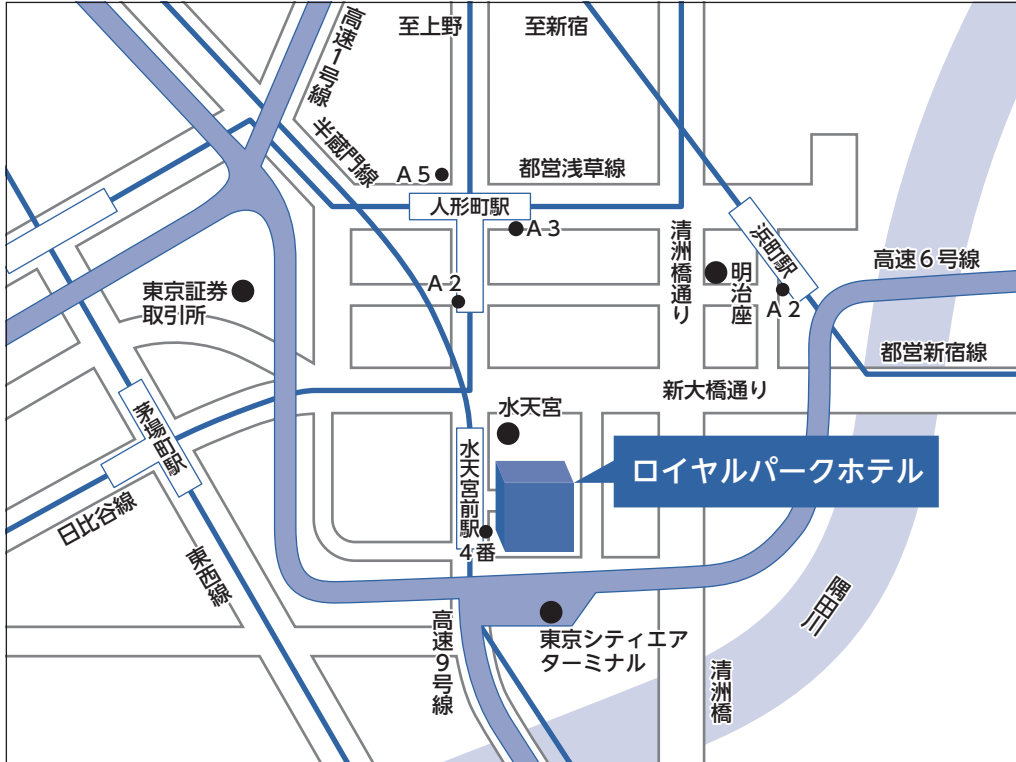 至上野
至新宿
高速1号線
半蔵門線
A5
都営浅草線
人形町駅
A3
清洲橋通り
浜町駅
高速6号線
明治座
A2
東京証券
取引所
A2
都営新宿線
新大橋通り
水天宮
茅場町駅
水天宮前駅
ロイヤルパークホテル
4番
日比谷線
東西線
高速9号線
東京シティエア
ターミナル
隅田川
清洲橋